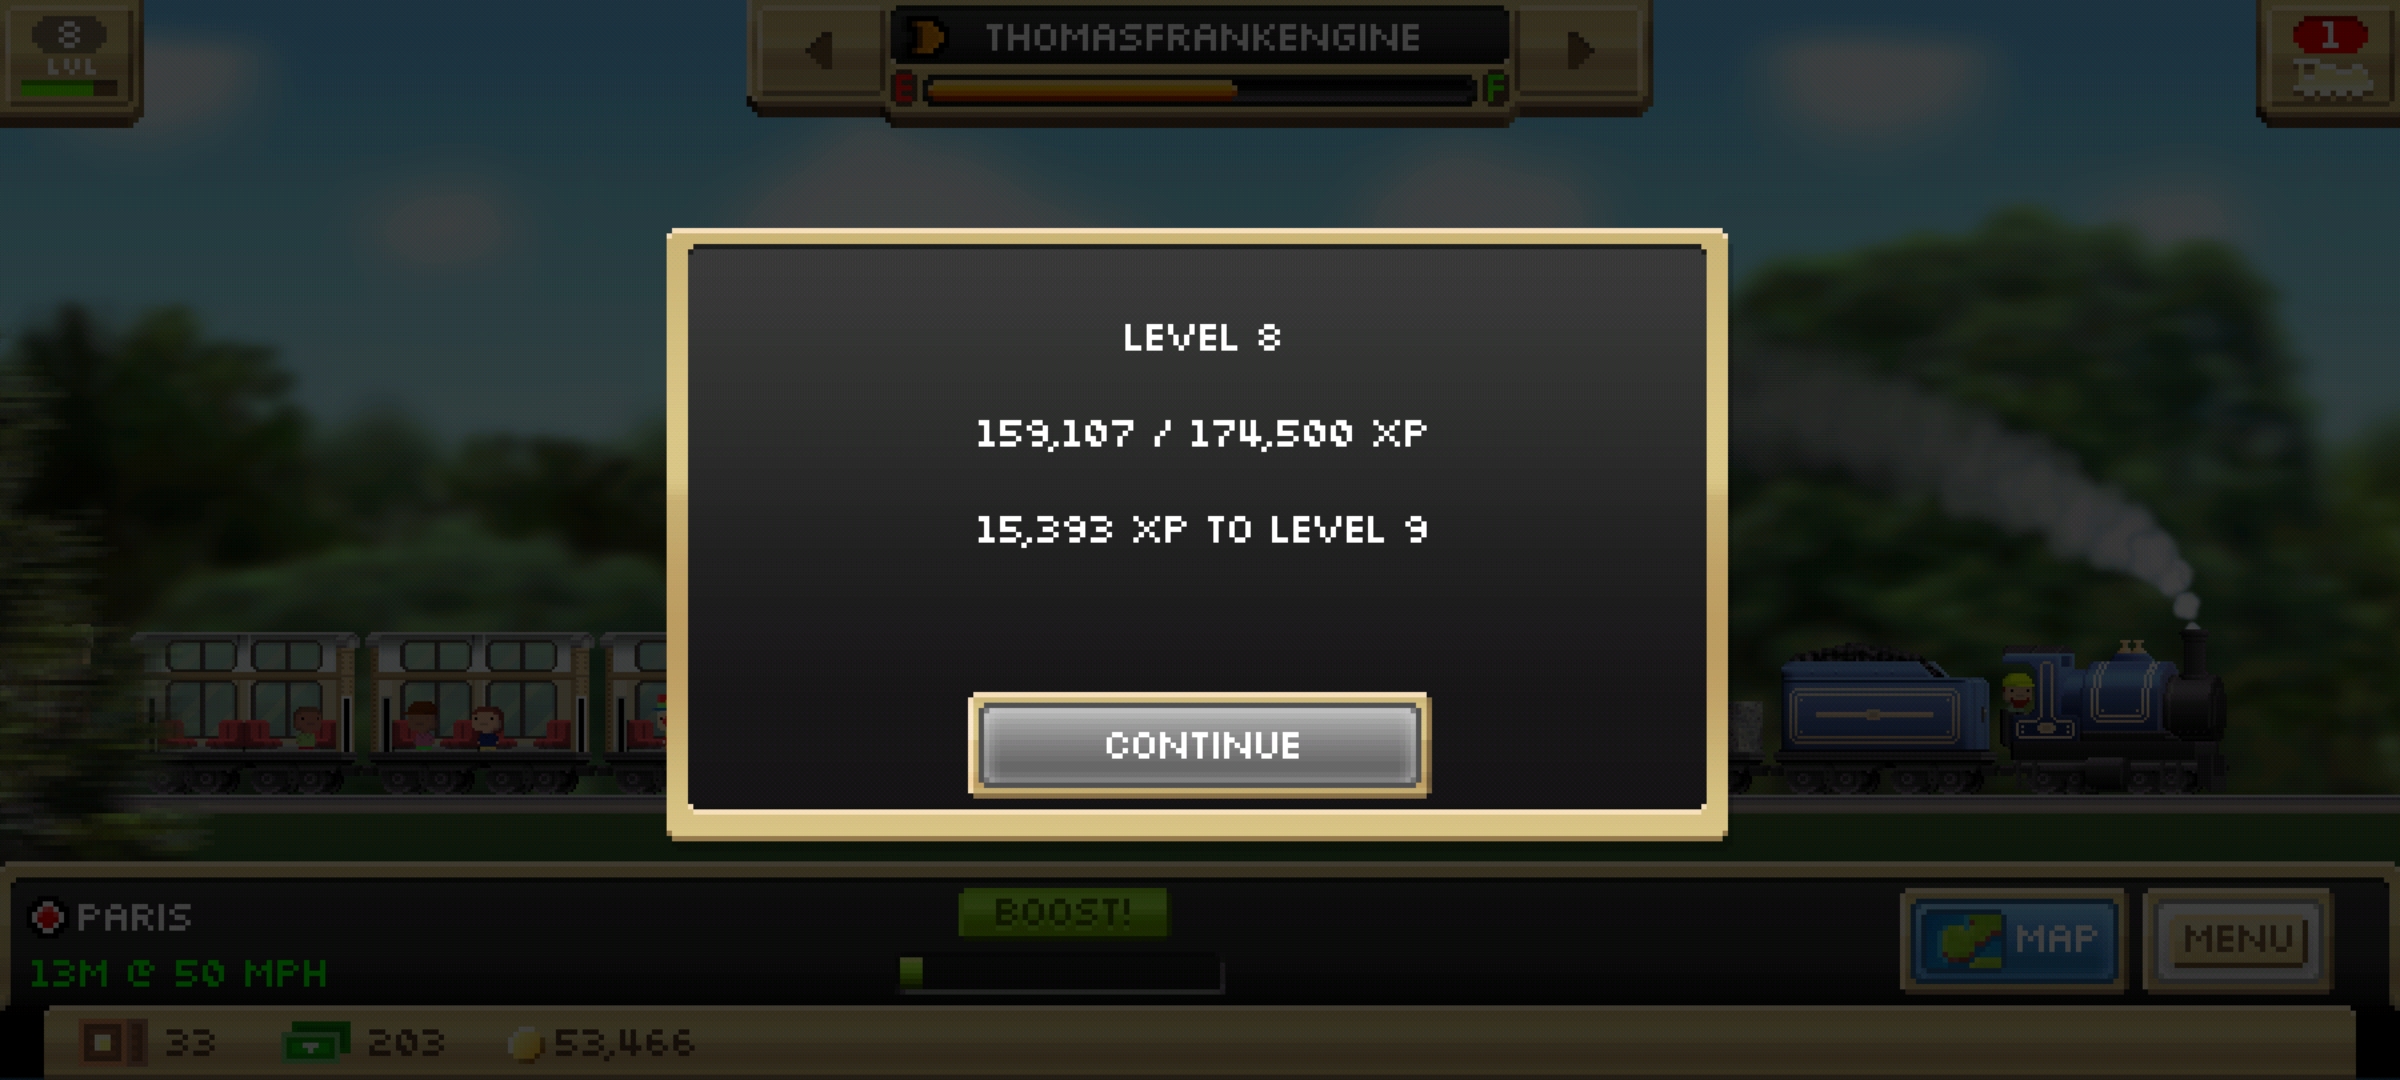 8
LVL
THOMASFRANKENGINE
E F
1
LEVEL 8
159,107 / 174,500 XP
15,393 XP TO LEVEL 9
CONTINUE
PARIS
13M @ 50 MPH
BOOST!
MAP
MENU
33 203 53,466